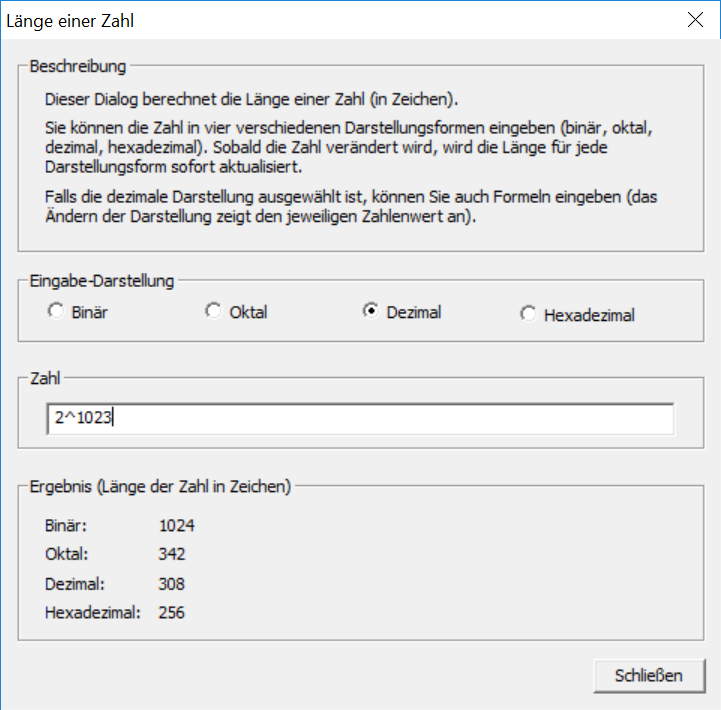 Länge einer Zahl
Beschreibung
Dieser Dialog berechnet die Länge einer Zahl (in Zeichen).
Sie können die Zahl in vier verschiedenen Darstellungsformen eingeben (binär, oktal,
dezimal, hexadezimal). Sobald die Zahl verändert wird, wird die Länge für jede
Darstellungsform sofort aktualisiert.
Falls die dezimale Darstellung ausgewählt ist, können Sie auch Formeln eingeben (das
Ändern der Darstellung zeigt den jeweiligen Zahlenwert an).
Eingabe-Darstellung
Binär Oktal Dezimal Hexadezimal
Zahl
2^1023
Ergebnis (Länge der Zahl in Zeichen)
Binär: 1024
Oktal: 342
Dezimal: 308
Hexadezimal: 256
Schließen